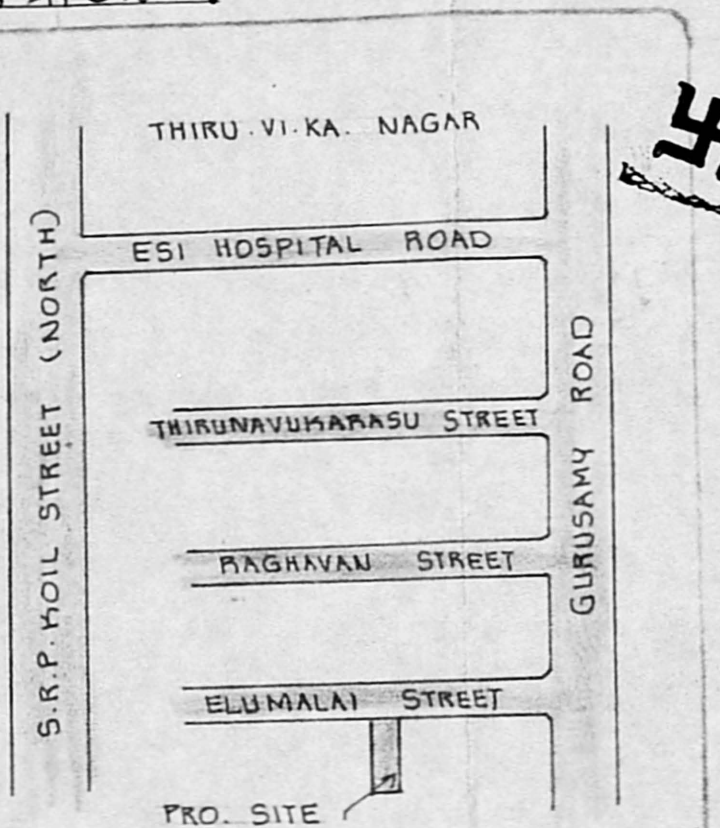 THIRU. VI. KA. NAGAR
ESI HOSPITAL ROAD
S.R.P. KOIL STREET (NORTH)
GURUSAMY ROAD
THIRUNAVUKARASU STREET
RAGHAVAN STREET
ELUMALAI STREET
PRO. SITE